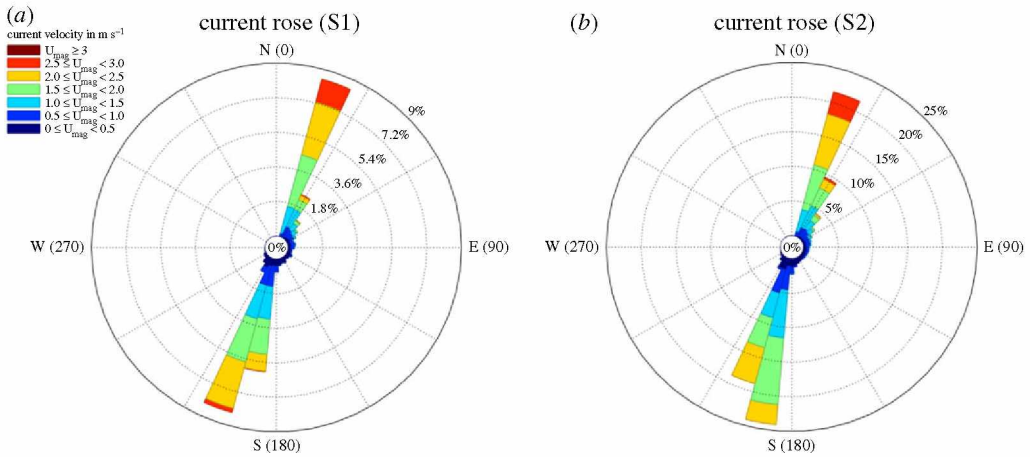 (a)
current rose (S1)
current velocity in m s⁻¹
U_mag ≥ 3
2.5 ≤ U_mag < 3.0
2.0 ≤ U_mag < 2.5
1.5 ≤ U_mag < 2.0
1.0 ≤ U_mag < 1.5
0.5 ≤ U_mag < 1.0
0 ≤ U_mag < 0.5
N (0)
9%
7.2%
5.4%
3.6%
1.8%
0%
W (270)
E (90)
S (180)
(b)
current rose (S2)
N (0)
25%
20%
15%
10%
5%
0%
W (270)
E (90)
S (180)